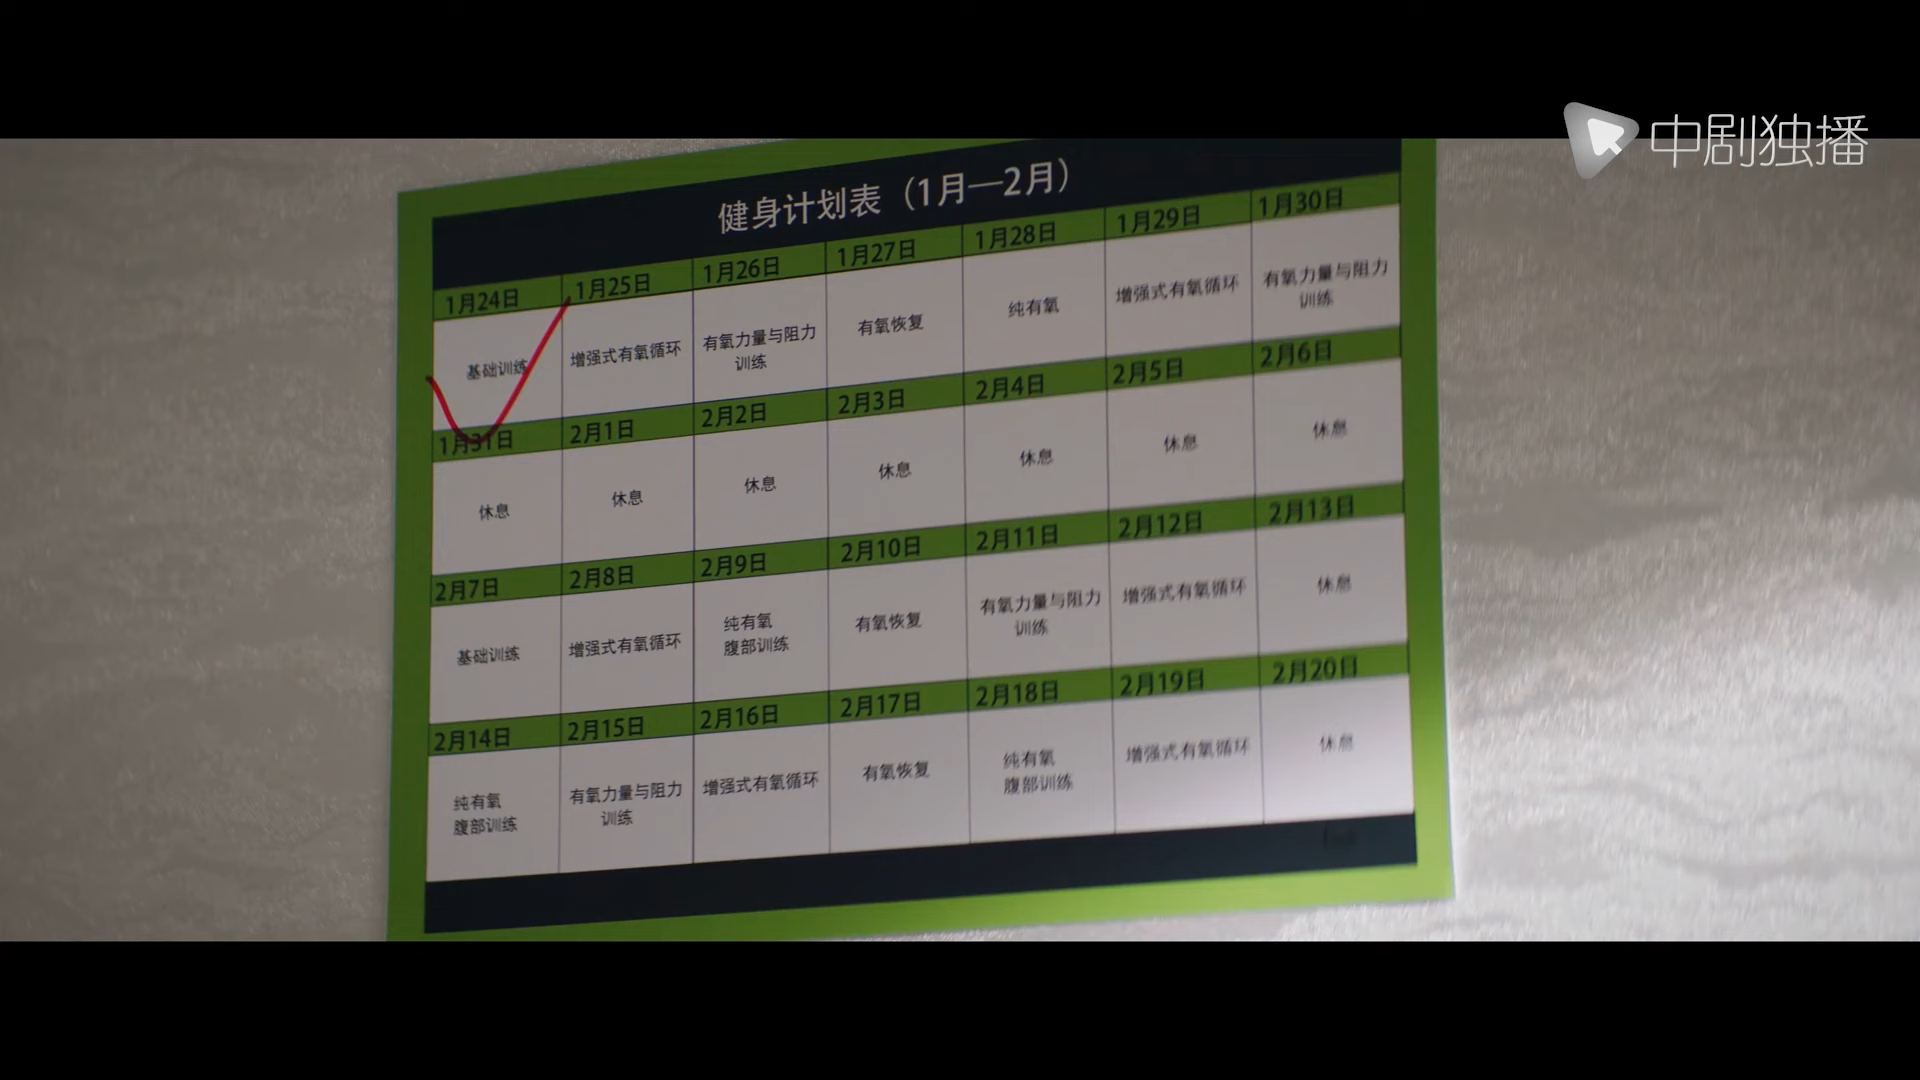 中剧独播
健身计划表（1月—2月）
1月24日 1月25日 1月26日 1月27日 1月28日 1月29日 1月30日
基础训练
增强式有氧循环
有氧力量与阻力
训练
有氧恢复
纯有氧
增强式有氧循环
有氧力量与阻力
训练
1月31日 2月1日 2月2日 2月3日 2月4日 2月5日 2月6日
休息 休息 休息 休息 休息 休息 休息
2月7日 2月8日 2月9日 2月10日 2月11日 2月12日 2月13日
基础训练
增强式有氧循环
纯有氧
腹部训练
有氧恢复
有氧力量与阻力
训练
增强式有氧循环
休息
2月14日 2月15日 2月16日 2月17日 2月18日 2月19日 2月20日
纯有氧
腹部训练
有氧力量与阻力
训练
增强式有氧循环
有氧恢复
纯有氧
腹部训练
增强式有氧循环
休息